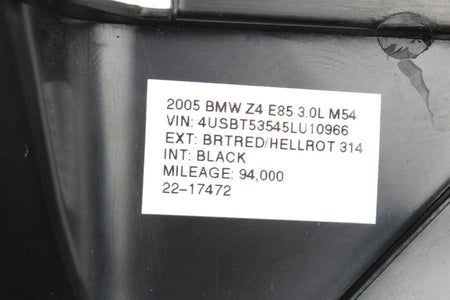 2005 BMW Z4 E85 3.0L M54
VIN: 4USBT53545LU10966
EXT: BRTRED/HELLROT 314
INT: BLACK
MILEAGE: 94,000
22-17472